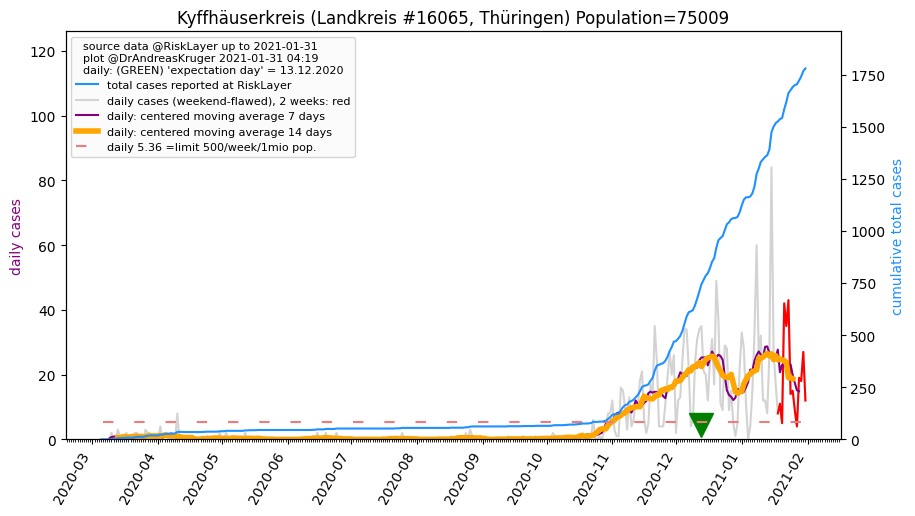 Kyffhäuserkreis (Landkreis #16065, Thüringen) Population=75009
source data @RiskLayer up to 2021-01-31
plot @DrAndreasKruger 2021-01-31 04:19
daily: (GREEN) 'expectation day' = 13.12.2020
total cases reported at RiskLayer
daily cases (weekend-flawed), 2 weeks: red
daily: centered moving average 7 days
daily: centered moving average 14 days
daily 5.36 =limit 500/week/1mio pop.
daily cases
120
100
80
60
40
20
0
cumulative total cases
1750
1500
1250
1000
750
500
250
0
2020-03
2020-04
2020-05
2020-06
2020-07
2020-08
2020-09
2020-10
2020-11
2020-12
2021-01
2021-02